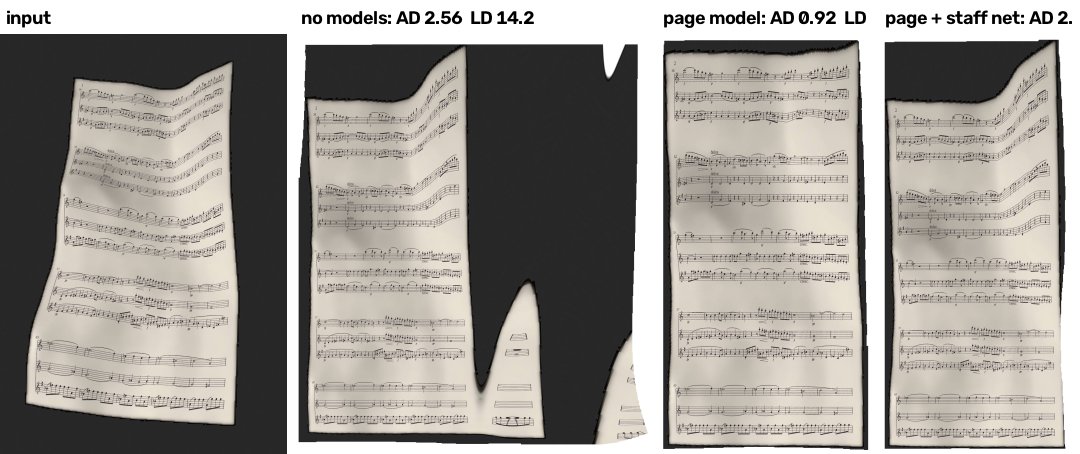 input
no models: AD 2.56 LD 14.2
page model: AD 0.92 LD
page + staff net: AD 2.